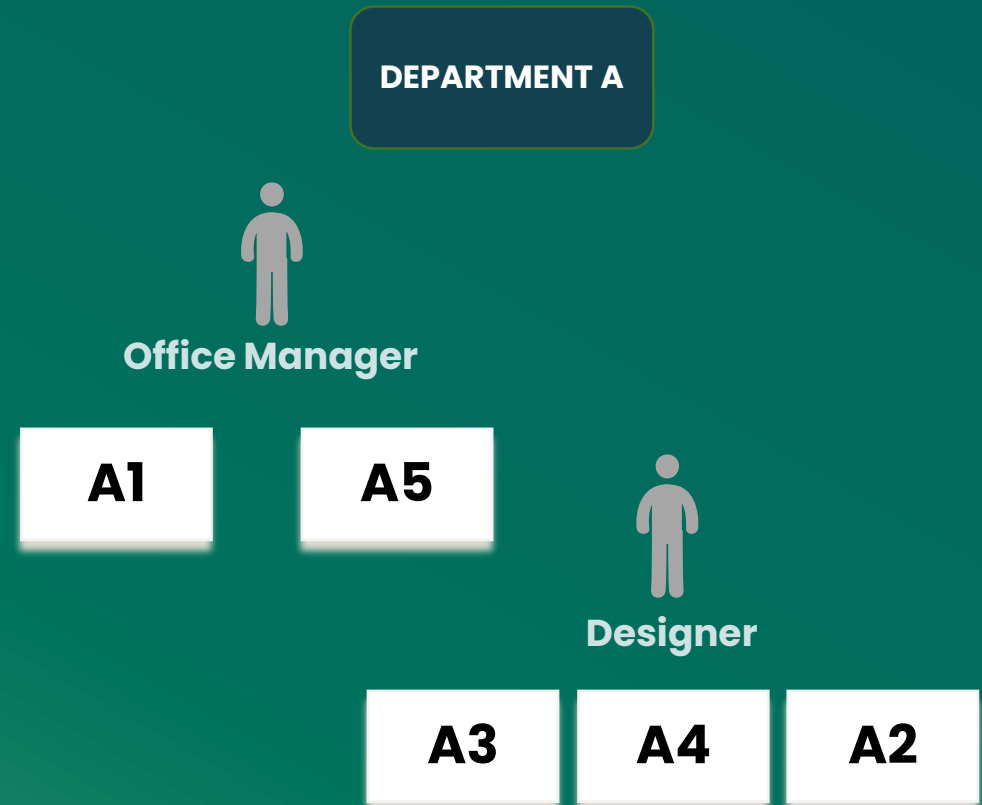 DEPARTMENT A
Office Manager
A1 A5
Designer
A3 A4 A2